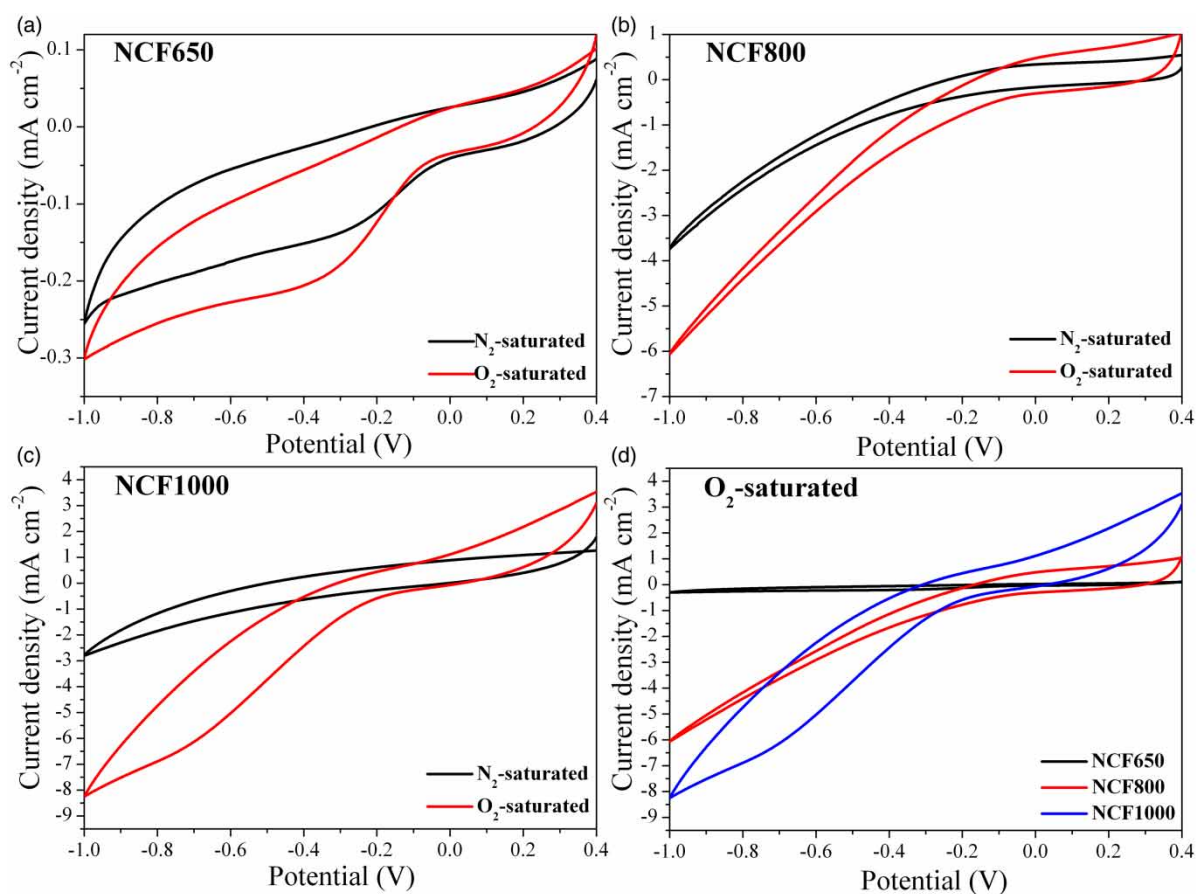 (a)
NCF650
0.1
0.0
-0.1
-0.2
-0.3
Current density (mA cm⁻²)
N₂-saturated
O₂-saturated
-1.0 -0.8 -0.6 -0.4 -0.2 0.0 0.2 0.4
Potential (V)
(b)
NCF800
1
0
-1
-2
-3
-4
-5
-6
-7
Current density (mA cm⁻²)
N₂-saturated
O₂-saturated
-1.0 -0.8 -0.6 -0.4 -0.2 0.0 0.2 0.4
Potential (V)
(c)
NCF1000
4
3
2
1
0
-1
-2
-3
-4
-5
-6
-7
-8
-9
Current density (mA cm⁻²)
N₂-saturated
O₂-saturated
-1.0 -0.8 -0.6 -0.4 -0.2 0.0 0.2 0.4
Potential (V)
(d)
O₂-saturated
4
3
2
1
0
-1
-2
-3
-4
-5
-6
-7
-8
-9
Current density (mA cm⁻²)
NCF650
NCF800
NCF1000
-1.0 -0.8 -0.6 -0.4 -0.2 0.0 0.2 0.4
Potential (V)